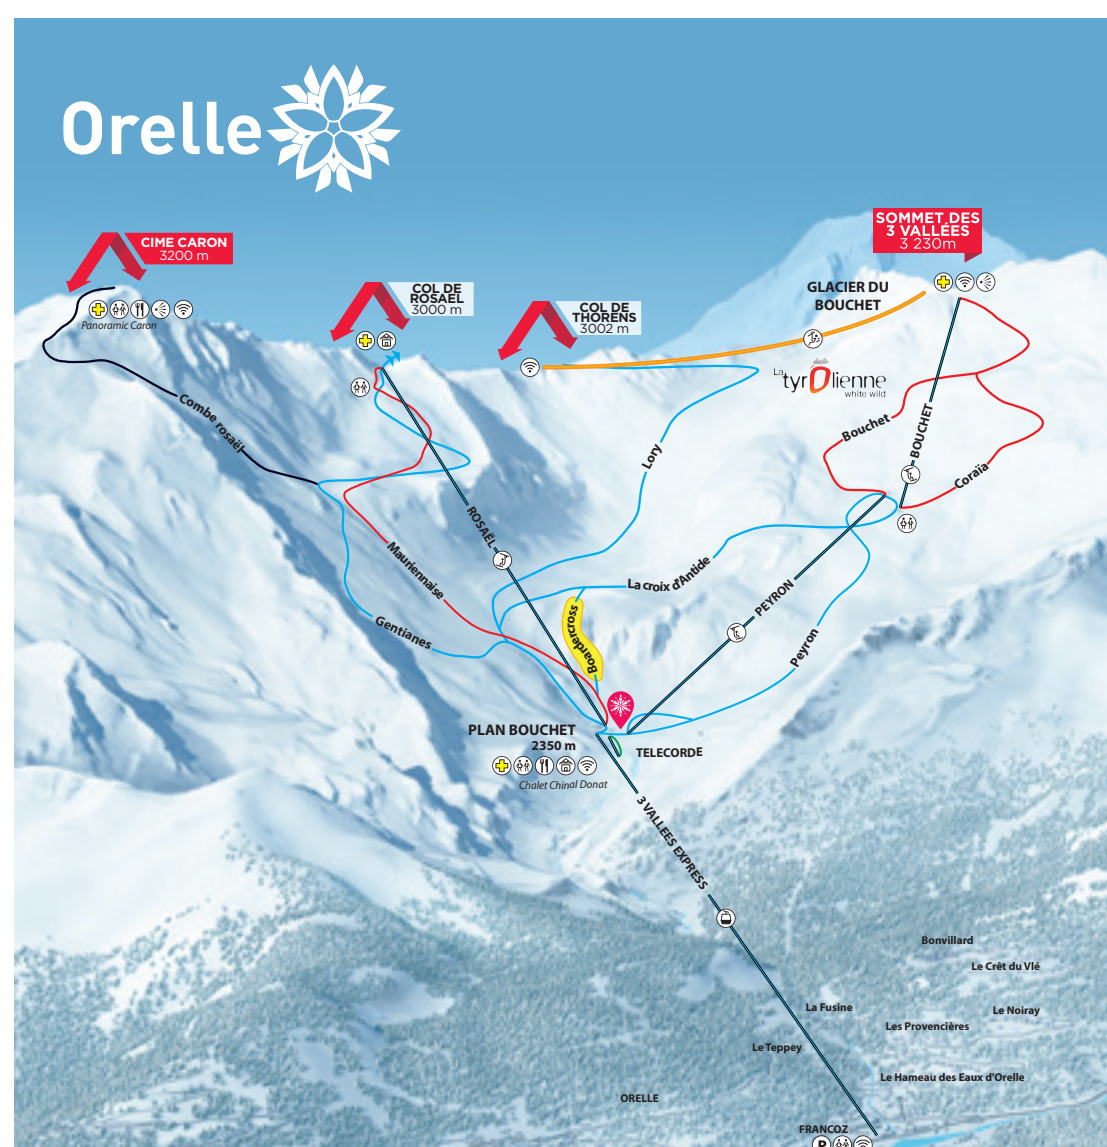 Orelle
SOMMET DES
3 VALLÉES
3 230m
CIME CARON
3200 m
COL DE
ROSAËL
3000 m
COL DE
THORENS
3002 m
GLACIER DU
BOUCHET
Panoramic Caron
La tyrOlienne
white wild
Combe rosaël
Bouchet
BOUCHET
Coraïa
Lory
ROSAËL
Mauriennaise
La croix d'Antide
PEYRON
Boardercross
Gentianes
Peyron
PLAN BOUCHET
2350 m
TELECORDE
Chalet Chinal Donat
3 VALLEES EXPRESS
Bonvillard
Le Crêt du Vlé
La Fusine
Le Noiray
Les Provencières
Le Teppey
Le Hameau des Eaux d'Orelle
ORELLE
FRANCOZ
P